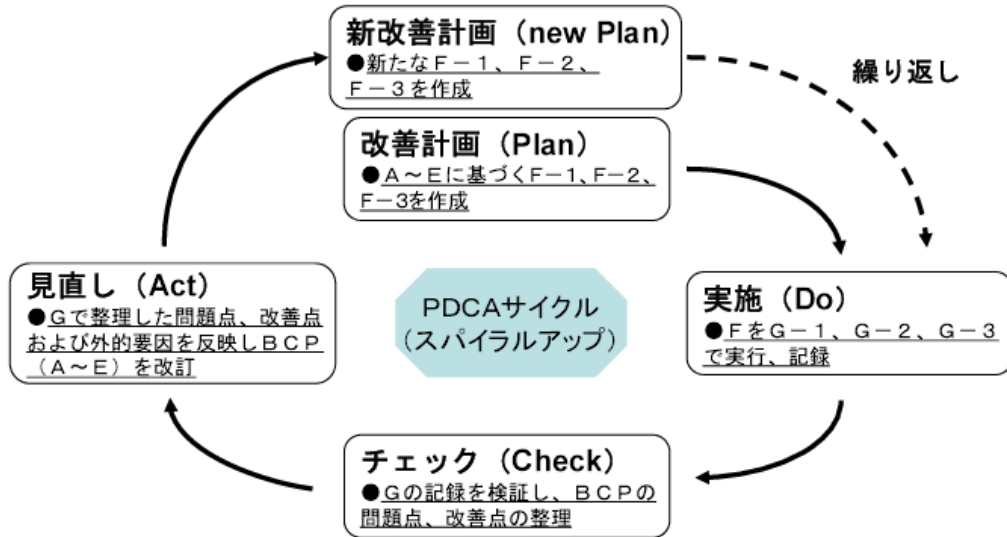 新改善計画（new Plan）
●新たなＦ－１、Ｆ－２、
Ｆ－３を作成
繰り返し
改善計画（Plan）
●Ａ～Ｅに基づくF－1、F－2、
F－3を作成
見直し（Act）
●Ｇで整理した問題点、改善点
および外的要因を反映しＢＣＰ
（Ａ～Ｅ）を改訂
PDCAサイクル
（スパイラルアップ）
実施（Do）
●ＦをＧ－１、Ｇ－２、Ｇ－３
で実行、記録
チェック（Check）
●Ｇの記録を検証し、ＢＣＰの
問題点、改善点の整理